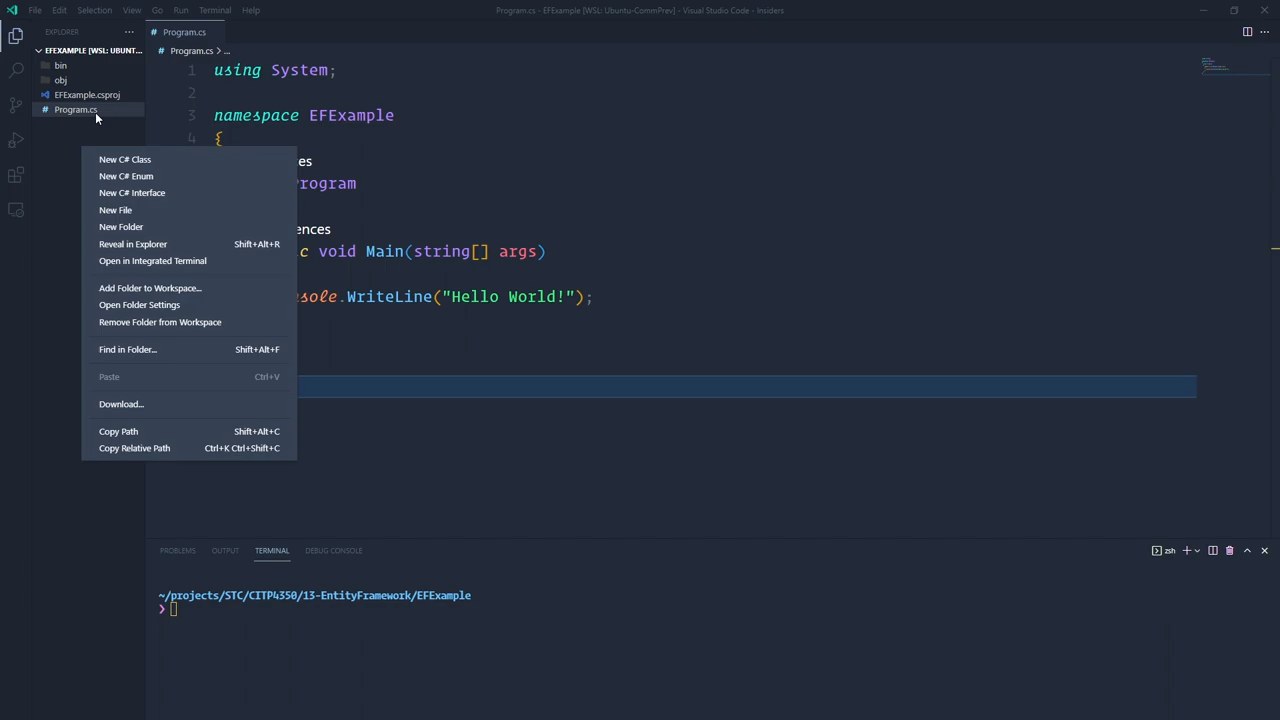 File Edit Selection View Go Run Terminal Help
Program.cs - EFExample [WSL: Ubuntu-CommPrev] - Visual Studio Code - Insiders
EXPLORER
EFEXAMPLE [WSL: UBUNT...
bin
obj
EFExample.csproj
# Program.cs
# Program.cs
# Program.cs > ...
1 using System;
2
3 namespace EFExample
4 {
es
Program
ences
c void Main(string[] args)
sole.WriteLine("Hello World!");
New C# Class
New C# Enum
New C# Interface
New File
New Folder
Reveal in Explorer Shift+Alt+R
Open in Integrated Terminal
Add Folder to Workspace...
Open Folder Settings
Remove Folder from Workspace
Find in Folder... Shift+Alt+F
Paste Ctrl+V
Download...
Copy Path Shift+Alt+C
Copy Relative Path Ctrl+K Ctrl+Shift+C
PROBLEMS OUTPUT TERMINAL DEBUG CONSOLE
zsh
~/projects/STC/CITP4350/13-EntityFramework/EFExample
❯